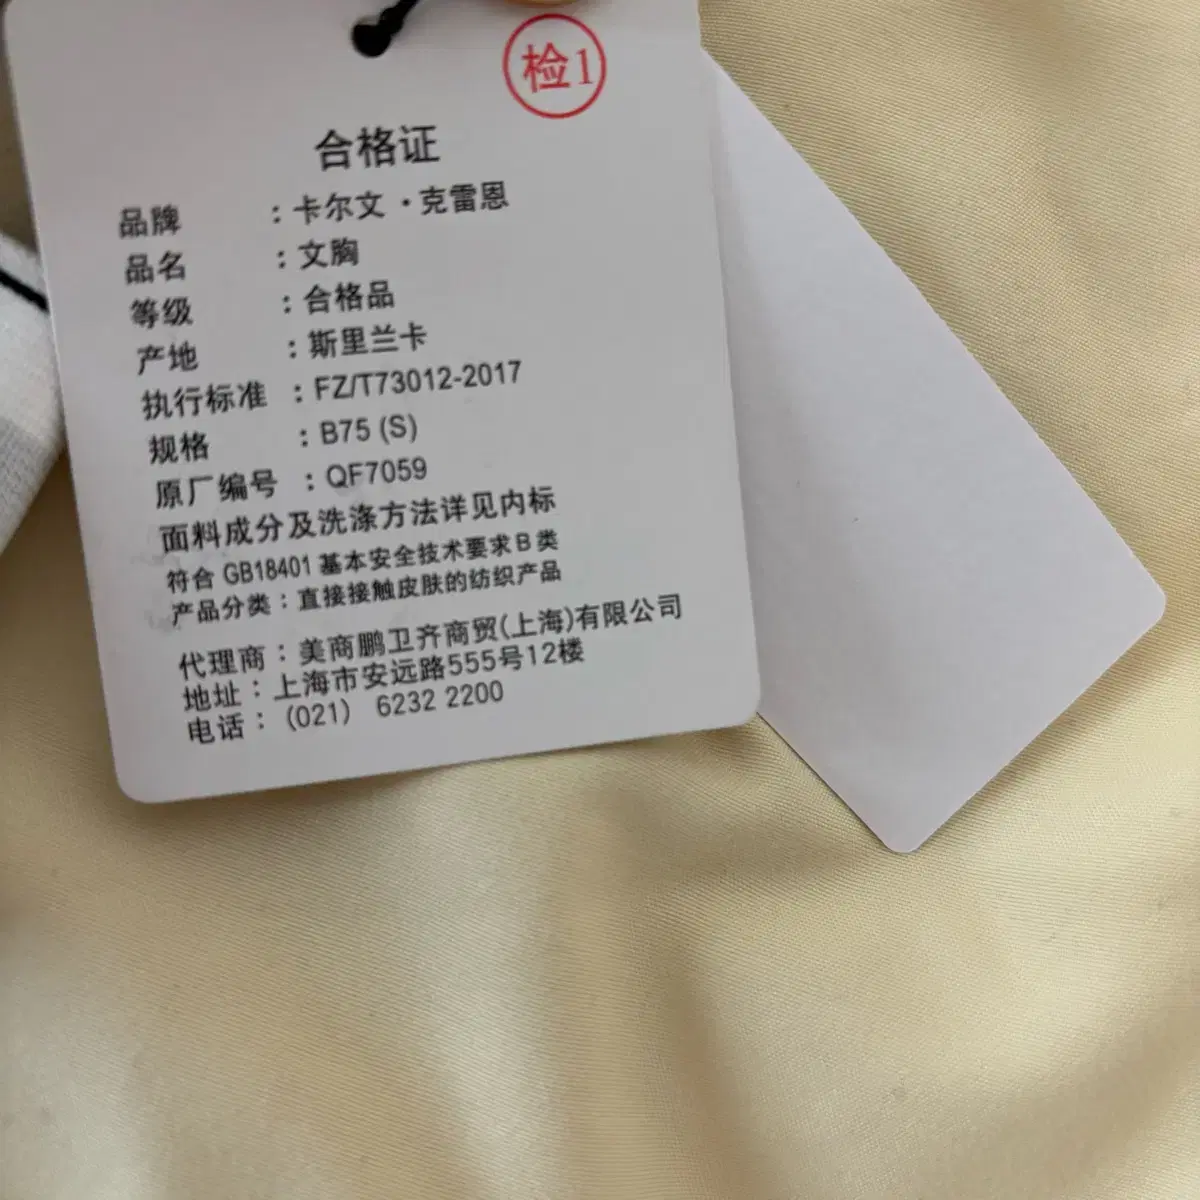 检1
合格证
品牌 : 卡尔文·克雷恩
品名 : 文胸
等级 : 合格品
产地 : 斯里兰卡
执行标准 : FZ/T73012-2017
规格 : B75 (S)
原厂编号 : QF7059
面料成分及洗涤方法详见内标
符合 GB18401 基本安全技术要求 B 类
产品分类：直接接触皮肤的纺织产品
代理商：美商鹏卫齐商贸(上海)有限公司
地址：上海市安远路555号12楼
电话：(021) 6232 2200